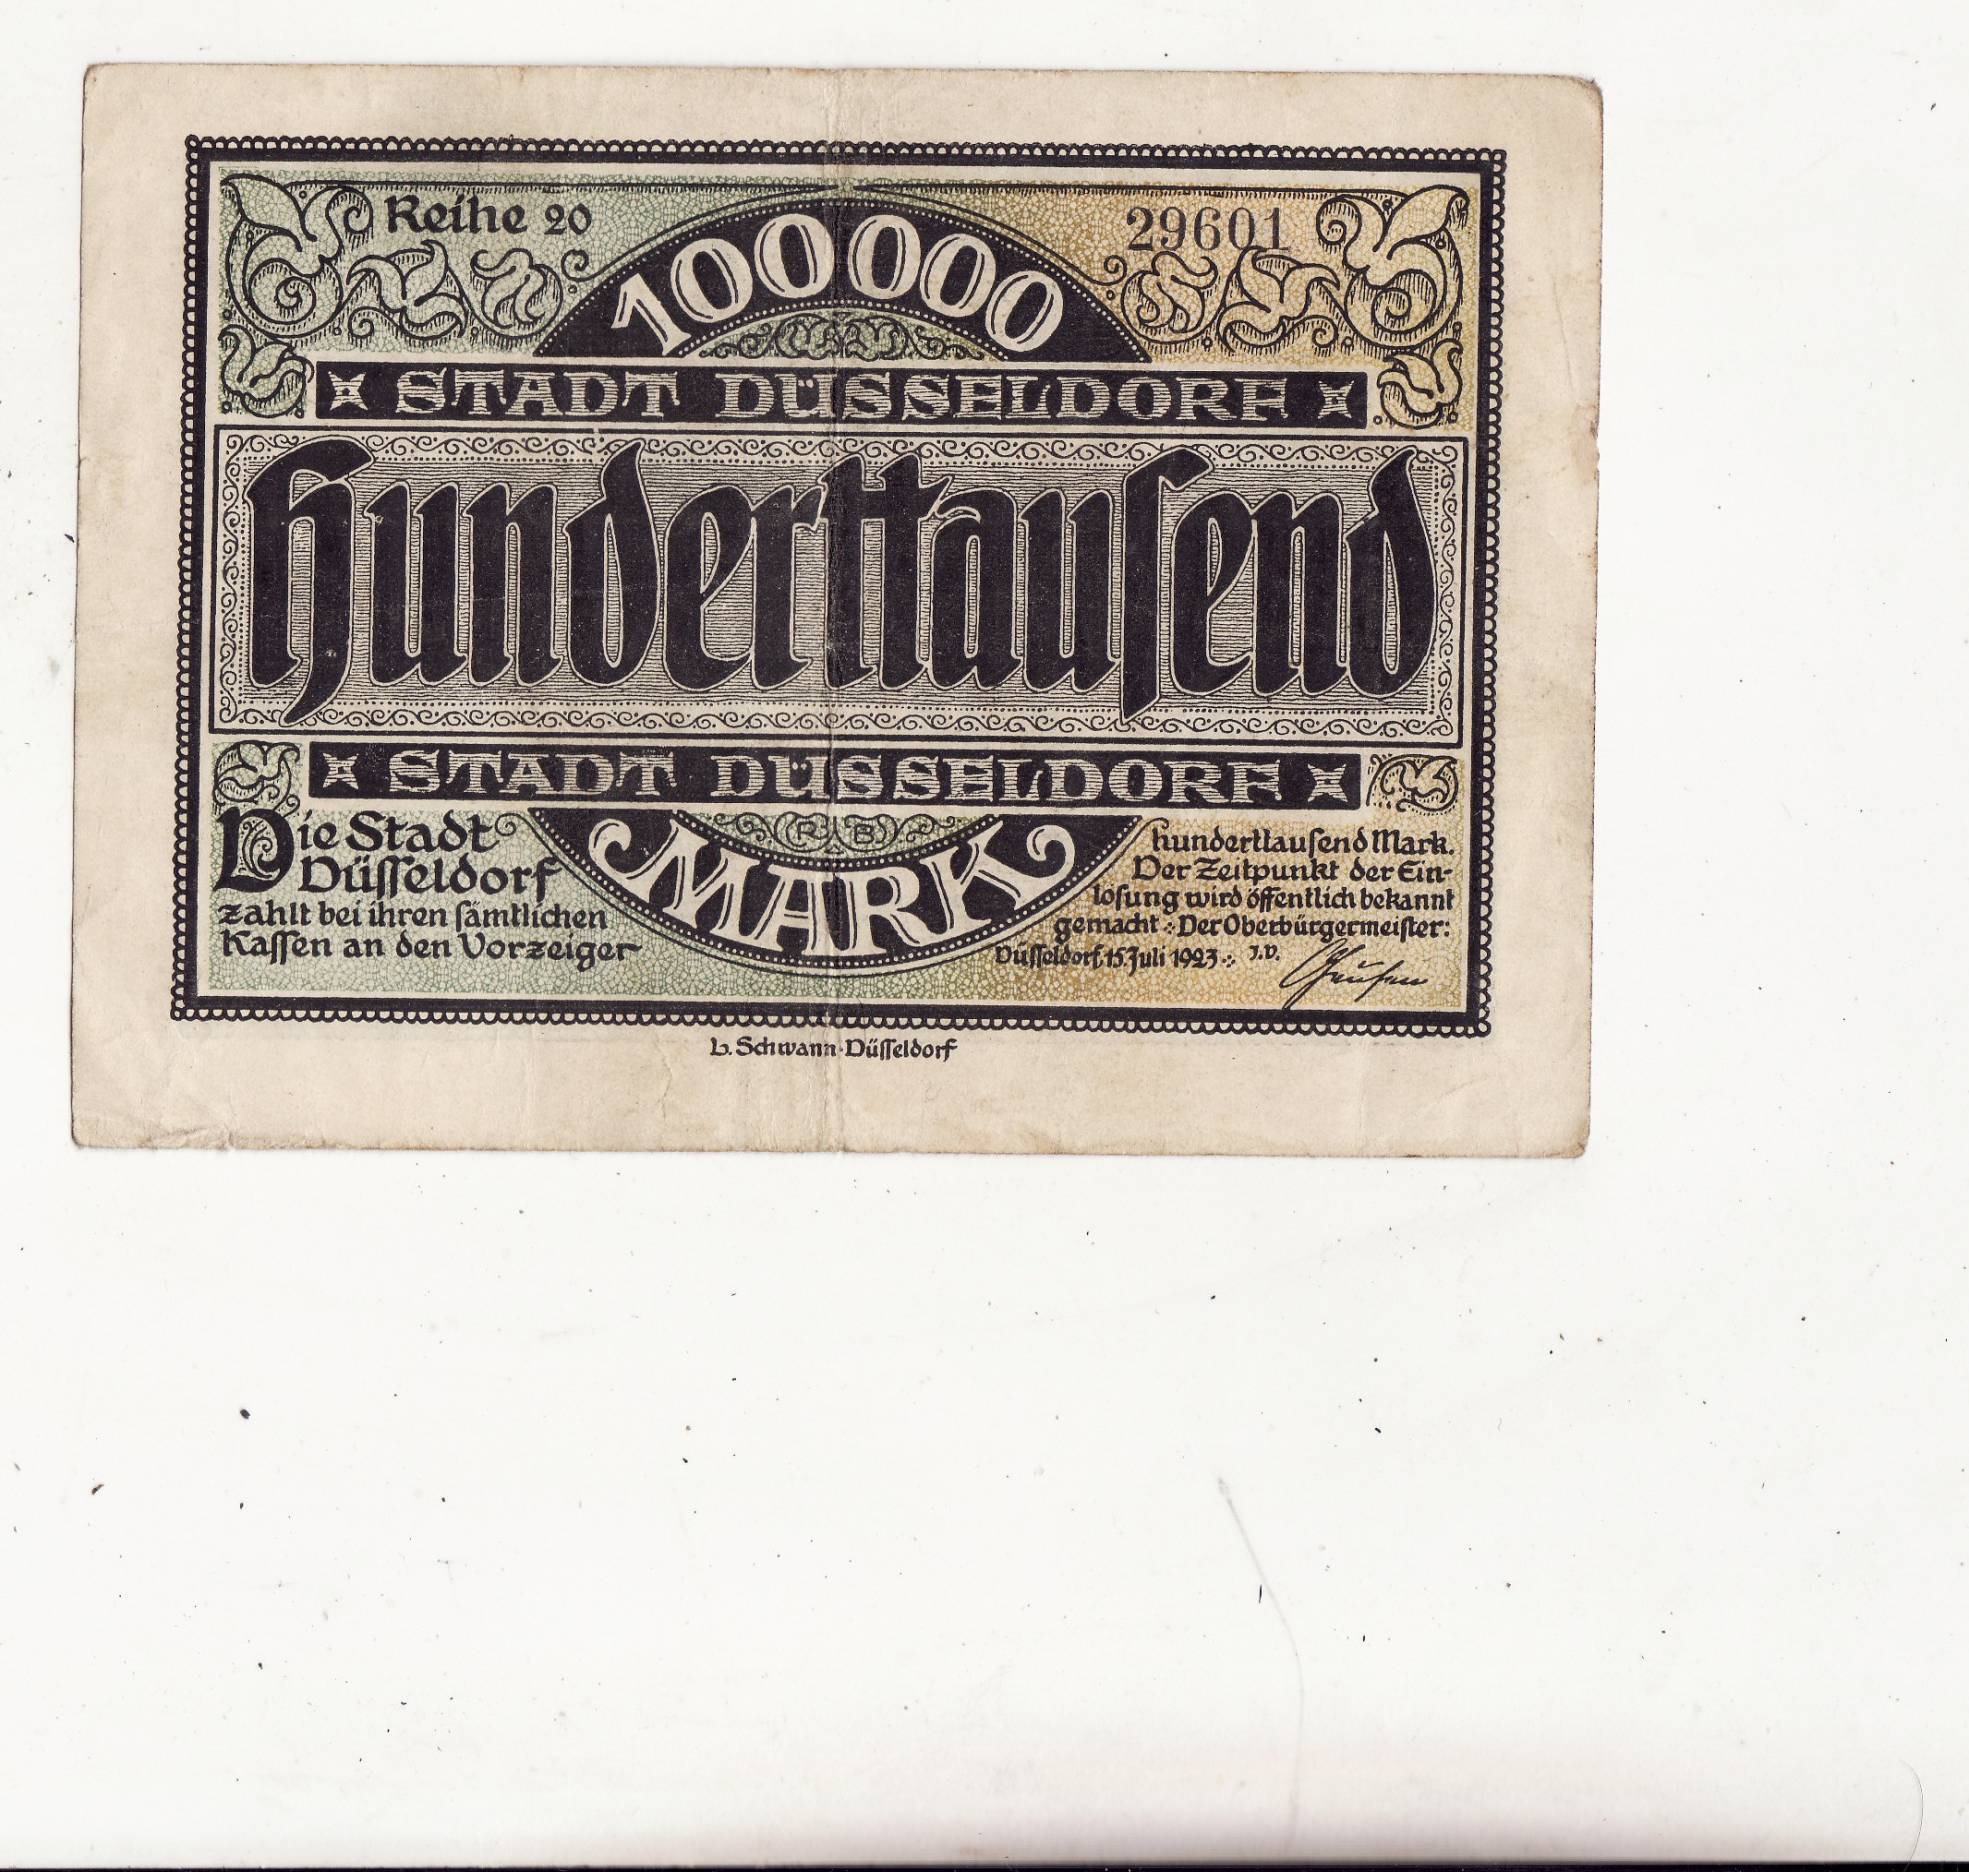 Reihe 20
29601
100000
STADT DÜSSELDORF
hunderttauſend
STADT DÜSSELDORF
R B
MARK
Die Stadt
Düſſeldorf
zahlt bei ihren ſämtlichen
Kaſſen an den Vorzeiger
hunderttauſend Mark.
Der Zeitpunkt der Ein-
löſung wird öffentlich bekannt
gemacht : Der Oberbürgermeiſter:
Düſſeldorf, 15. Juli 1923 : J.V.
L. Schwann·Düſſeldorf